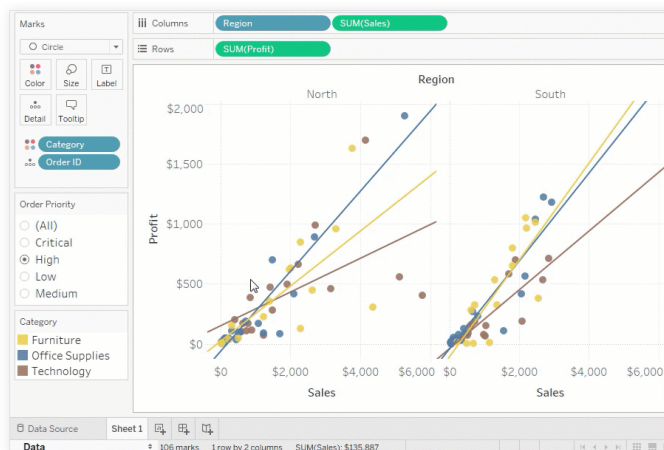 Marks
Columns Region SUM(Sales)
Circle
Rows SUM(Profit)
Color Size Label
Detail Tooltip
Category
Order ID
Region
North South
$2,000
$1,500
$1,000
$500
$0
Profit
$0 $2,000 $4,000 $6,000 $0 $2,000 $4,000 $6,000
Sales Sales
Order Priority
(All)
Critical
High
Low
Medium
Category
Furniture
Office Supplies
Technology
Data Source Sheet 1
Data 106 marks 1 row by 2 columns SUM(Sales): $135,887